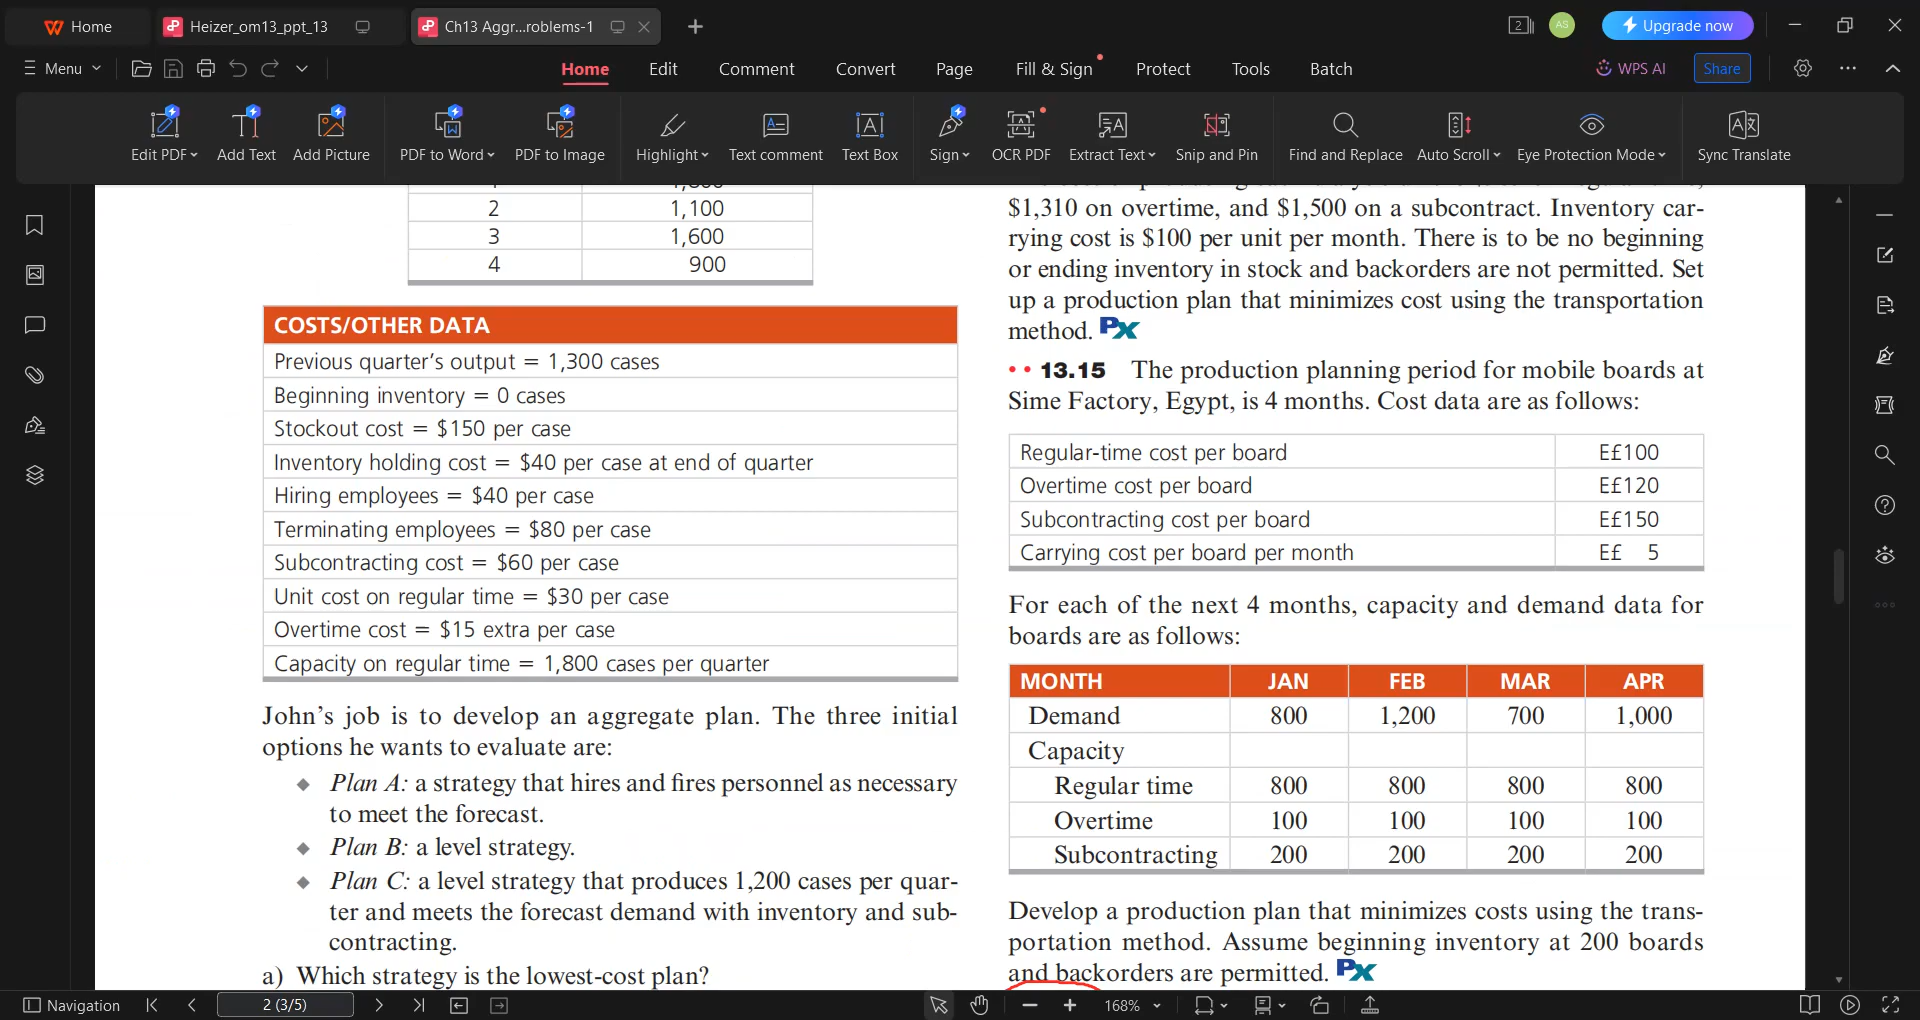 Home
Heizer_om13_ppt_13
Ch13 Aggr...roblems-1
2
AS
Upgrade now
Menu
Home
Edit
Comment
Convert
Page
Fill & Sign
Protect
Tools
Batch
WPS AI
Share
Edit PDF
Add Text
Add Picture
PDF to Word
PDF to Image
Highlight
Text comment
Text Box
Sign
OCR PDF
Extract Text
Snip and Pin
Find and Replace
Auto Scroll
Eye Protection Mode
Sync Translate
2 1,100
3 1,600
4 900
COSTS/OTHER DATA
Previous quarter's output = 1,300 cases
Beginning inventory = 0 cases
Stockout cost = $150 per case
Inventory holding cost = $40 per case at end of quarter
Hiring employees = $40 per case
Terminating employees = $80 per case
Subcontracting cost = $60 per case
Unit cost on regular time = $30 per case
Overtime cost = $15 extra per case
Capacity on regular time = 1,800 cases per quarter
John's job is to develop an aggregate plan. The three initial
options he wants to evaluate are:
◆ Plan A: a strategy that hires and fires personnel as necessary
to meet the forecast.
◆ Plan B: a level strategy.
◆ Plan C: a level strategy that produces 1,200 cases per quar-
ter and meets the forecast demand with inventory and sub-
contracting.
a) Which strategy is the lowest-cost plan?
$1,310 on overtime, and $1,500 on a subcontract. Inventory car-
rying cost is $100 per unit per month. There is to be no beginning
or ending inventory in stock and backorders are not permitted. Set
up a production plan that minimizes cost using the transportation
method. PX
•• 13.15 The production planning period for mobile boards at
Sime Factory, Egypt, is 4 months. Cost data are as follows:
Regular-time cost per board E£100
Overtime cost per board E£120
Subcontracting cost per board E£150
Carrying cost per board per month E£ 5
For each of the next 4 months, capacity and demand data for
boards are as follows:
MONTH JAN FEB MAR APR
Demand 800 1,200 700 1,000
Capacity
Regular time 800 800 800 800
Overtime 100 100 100 100
Subcontracting 200 200 200 200
Develop a production plan that minimizes costs using the trans-
portation method. Assume beginning inventory at 200 boards
and backorders are permitted. PX
Navigation
2 (3/5)
168%